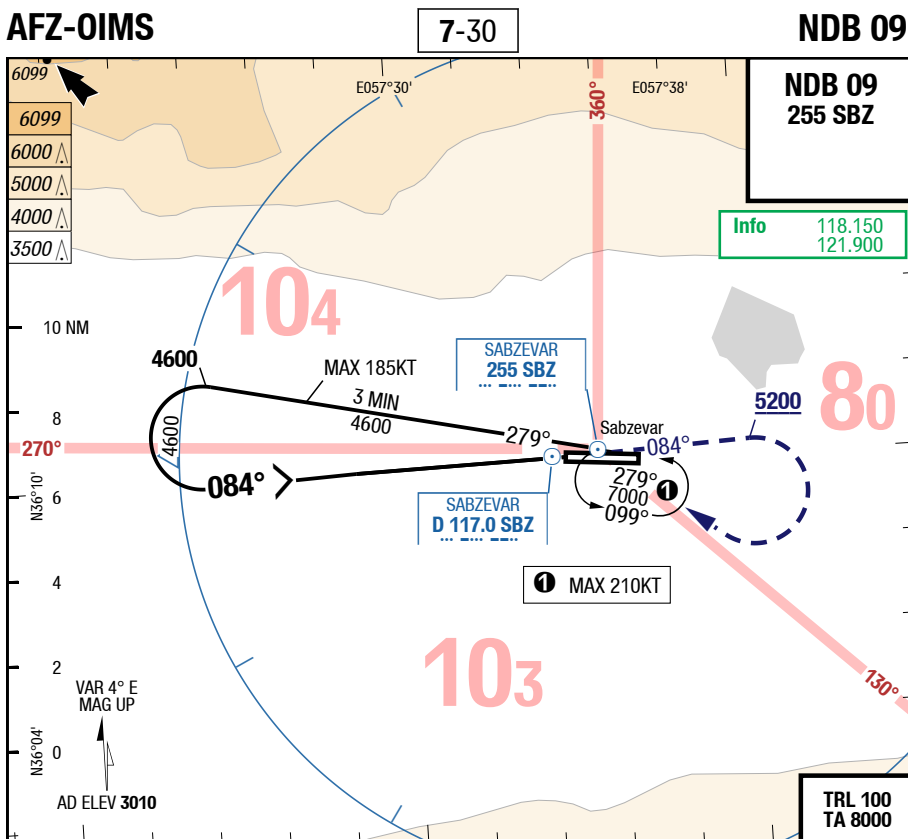 AFZ-OIMS
7-30
NDB 09
6099
6099
6000
5000
4000
3500
E057°30'
E057°38'
360°
NDB 09
255 SBZ
Info 118.150
121.900
104
10 NM
8
6
4
2
0
4600
MAX 185KT
3 MIN
4600
4600
SABZEVAR
255 SBZ
Sabzevar
5200
80
270°
279°
084°
084°
N36°10'
SABZEVAR
D 117.0 SBZ
279°
7000
099°
1
1 MAX 210KT
103
130°
VAR 4° E
MAG UP
N36°04'
AD ELEV 3010
TRL 100
TA 8000